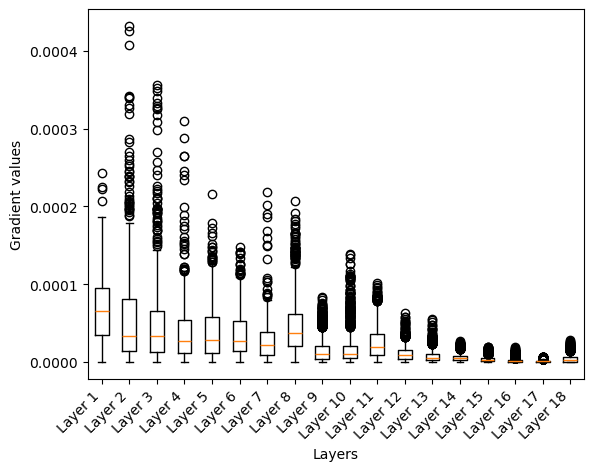 0.0004
0.0003
0.0002
0.0001
0.0000
Gradient values
Layer 1
Layer 2
Layer 3
Layer 4
Layer 5
Layer 6
Layer 7
Layer 8
Layer 9
Layer 10
Layer 11
Layer 12
Layer 13
Layer 14
Layer 15
Layer 16
Layer 17
Layer 18
Layers